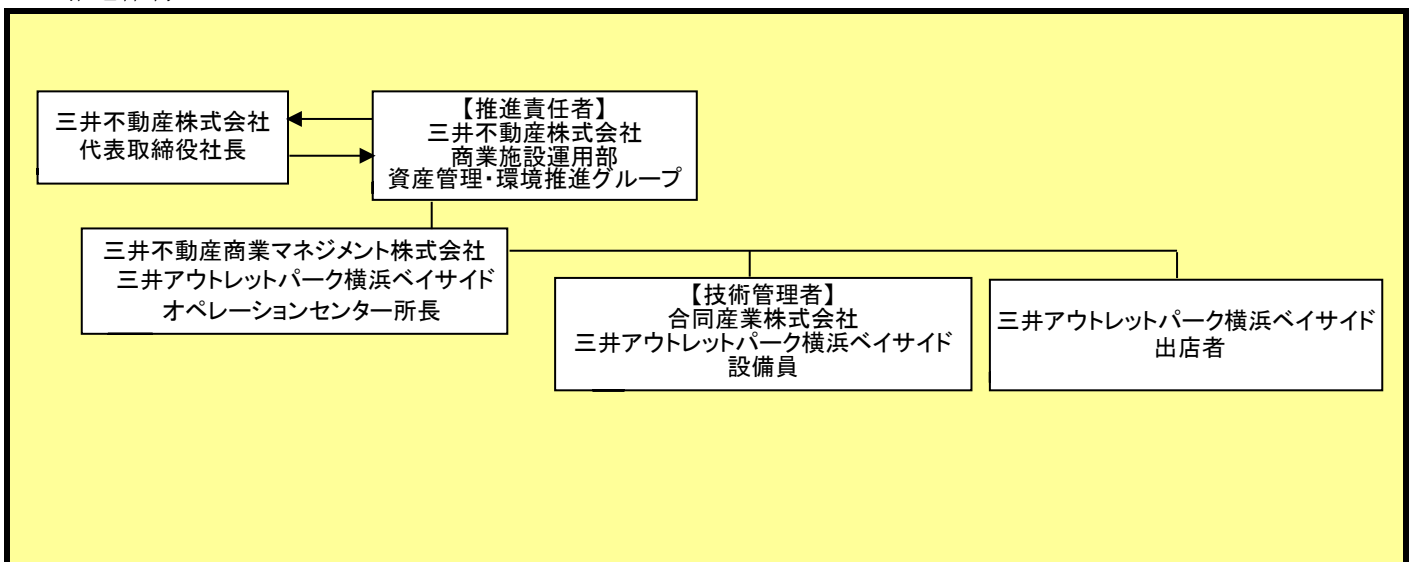 三井不動産株式会社
代表取締役社長
【推進責任者】
三井不動産株式会社
商業施設運用部
資産管理・環境推進グループ
三井不動産商業マネジメント株式会社
三井アウトレットパーク横浜ベイサイド
オペレーションセンター所長
【技術管理者】
合同産業株式会社
三井アウトレットパーク横浜ベイサイド
設備員
三井アウトレットパーク横浜ベイサイド
出店者